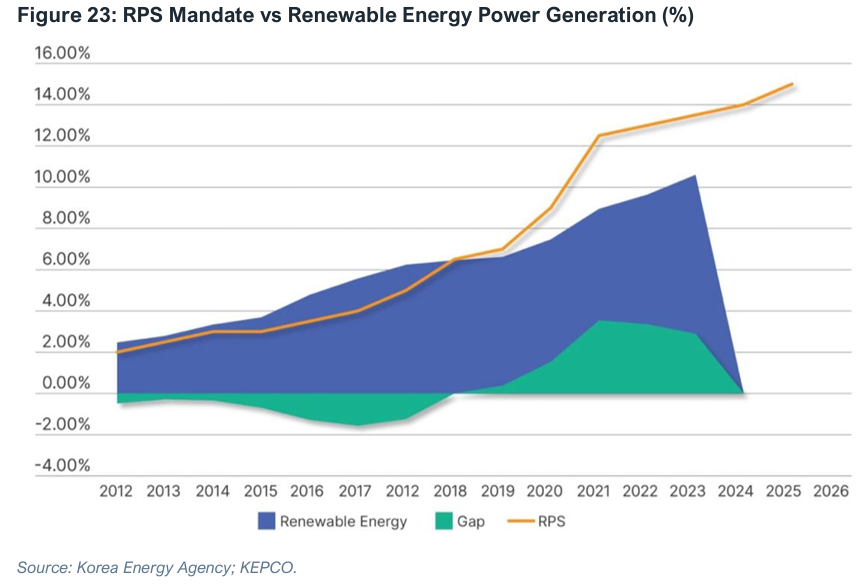 Figure 23: RPS Mandate vs Renewable Energy Power Generation (%)
16.00%
14.00%
12.00%
10.00%
8.00%
6.00%
4.00%
2.00%
0.00%
-2.00%
-4.00%
2012 2013 2014 2015 2016 2017 2012 2018 2019 2020 2021 2022 2023 2024 2025 2026
Renewable Energy Gap RPS
Source: Korea Energy Agency; KEPCO.